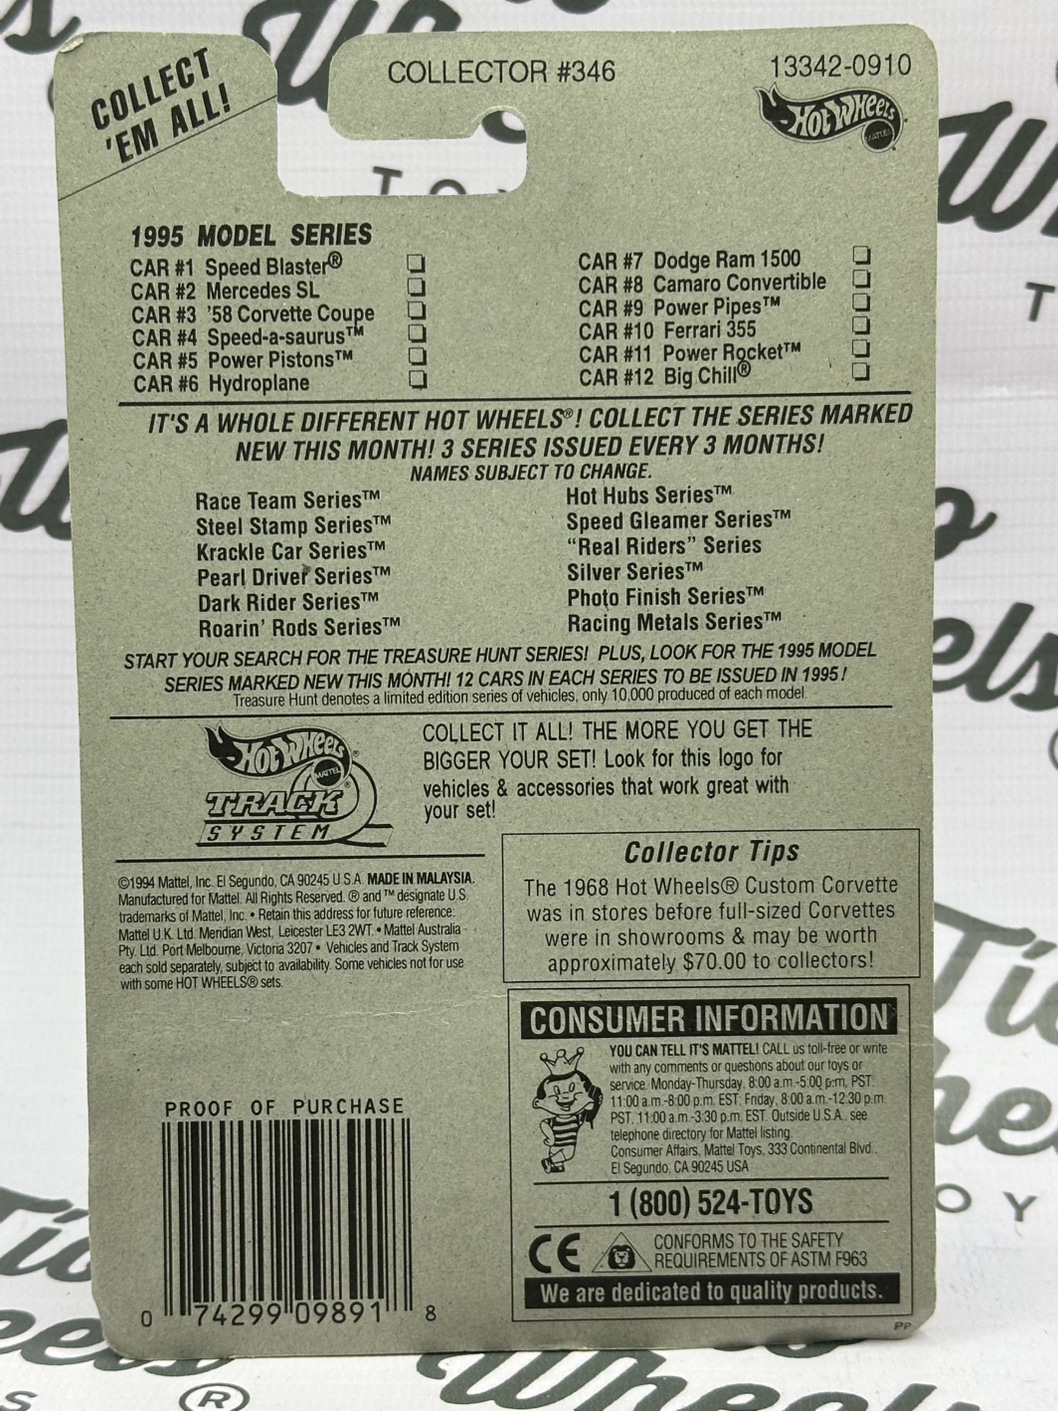 COLLECT
'EM ALL!
COLLECTOR #346
13342-0910
Hot Wheels
MATTEL
1995 MODEL SERIES
CAR #1 Speed Blaster®
CAR #2 Mercedes SL
CAR #3 '58 Corvette Coupe
CAR #4 Speed-a-saurus™
CAR #5 Power Pistons™
CAR #6 Hydroplane
CAR #7 Dodge Ram 1500
CAR #8 Camaro Convertible
CAR #9 Power Pipes™
CAR #10 Ferrari 355
CAR #11 Power Rocket™
CAR #12 Big Chill®
IT'S A WHOLE DIFFERENT HOT WHEELS®! COLLECT THE SERIES MARKED
NEW THIS MONTH! 3 SERIES ISSUED EVERY 3 MONTHS!
NAMES SUBJECT TO CHANGE.
Race Team Series™
Steel Stamp Series™
Krackle Car Series™
Pearl Driver Series™
Dark Rider Series™
Roarin' Rods Series™
Hot Hubs Series™
Speed Gleamer Series™
“Real Riders” Series
Silver Series™
Photo Finish Series™
Racing Metals Series™
START YOUR SEARCH FOR THE TREASURE HUNT SERIES! PLUS, LOOK FOR THE 1995 MODEL
SERIES MARKED NEW THIS MONTH! 12 CARS IN EACH SERIES TO BE ISSUED IN 1995!
Treasure Hunt denotes a limited edition series of vehicles, only 10,000 produced of each model.
Hot Wheels®
MATTEL
TRACK®
SYSTEM
COLLECT IT ALL! THE MORE YOU GET THE
BIGGER YOUR SET! Look for this logo for
vehicles & accessories that work great with
your set!
©1994 Mattel, Inc. El Segundo, CA 90245 U.S.A. MADE IN MALAYSIA.
Manufactured for Mattel. All Rights Reserved. ® and ™ designate U.S.
trademarks of Mattel, Inc. • Retain this address for future reference:
Mattel U.K. Ltd. Meridian West, Leicester LE3 2WT. • Mattel Australia
Pty. Ltd. Port Melbourne, Victoria 3207 • Vehicles and Track System
each sold separately, subject to availability. Some vehicles not for use
with some HOT WHEELS® sets.
Collector Tips
The 1968 Hot Wheels® Custom Corvette
was in stores before full-sized Corvettes
were in showrooms & may be worth
approximately $70.00 to collectors!
CONSUMER INFORMATION
YOU CAN TELL IT'S MATTEL! CALL us toll-free or write
with any comments or questions about our toys or
service. Monday-Thursday, 8:00 a.m.-5:00 p.m. PST.
11:00 a.m.-8:00 p.m. EST. Friday, 8:00 a.m.-12:30 p.m.
PST, 11:00 a.m.-3:30 p.m. EST. Outside U.S.A. see
telephone directory for Mattel listing.
Consumer Affairs, Mattel Toys, 333 Continental Blvd.,
El Segundo, CA 90245 USA
1 (800) 524-TOYS
CE
CONFORMS TO THE SAFETY
REQUIREMENTS OF ASTM F963
We are dedicated to quality products.
PROOF OF PURCHASE
0 74299 09891 8
PP